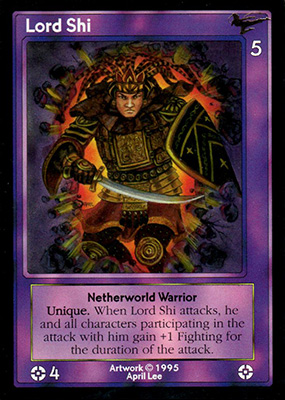 Lord Shi
5
Netherworld Warrior
Unique. When Lord Shi attacks, he
and all characters participating in the
attack with him gain +1 Fighting for
the duration of the attack.
4
Artwork © 1995
April Lee